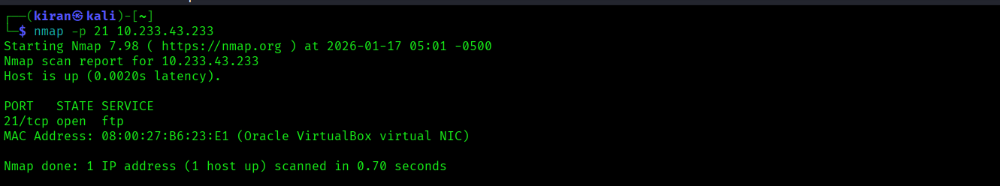 ┌──(kiran㉿kali)-[~]
└─$ nmap -p 21 10.233.43.233
Starting Nmap 7.98 ( https://nmap.org ) at 2026-01-17 05:01 -0500
Nmap scan report for 10.233.43.233
Host is up (0.0020s latency).
PORT   STATE SERVICE
21/tcp open  ftp
MAC Address: 08:00:27:B6:23:E1 (Oracle VirtualBox virtual NIC)
Nmap done: 1 IP address (1 host up) scanned in 0.70 seconds